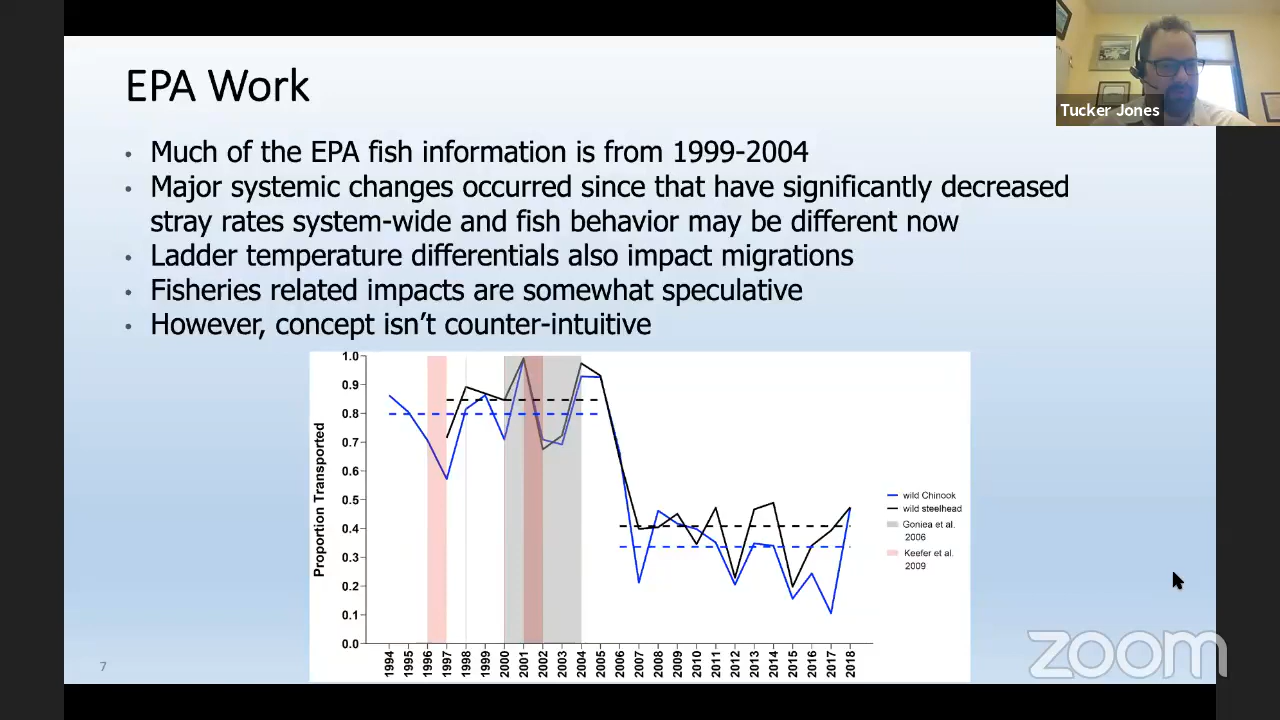 EPA Work
Tucker Jones
• Much of the EPA fish information is from 1999-2004
• Major systemic changes occurred since that have significantly decreased
stray rates system-wide and fish behavior may be different now
• Ladder temperature differentials also impact migrations
• Fisheries related impacts are somewhat speculative
• However, concept isn't counter-intuitive
Proportion Transported
1.0
0.9
0.8
0.7
0.6
0.5
0.4
0.3
0.2
0.1
0.0
1994 1995 1996 1997 1998 1999 2000 2001 2002 2003 2004 2005 2006 2007 2008 2009 2010 2011 2012 2013 2014 2015 2016 2017 2018
wild Chinook
wild steelhead
Goniea et al.
2006
Keefer et al.
2009
7
zoom